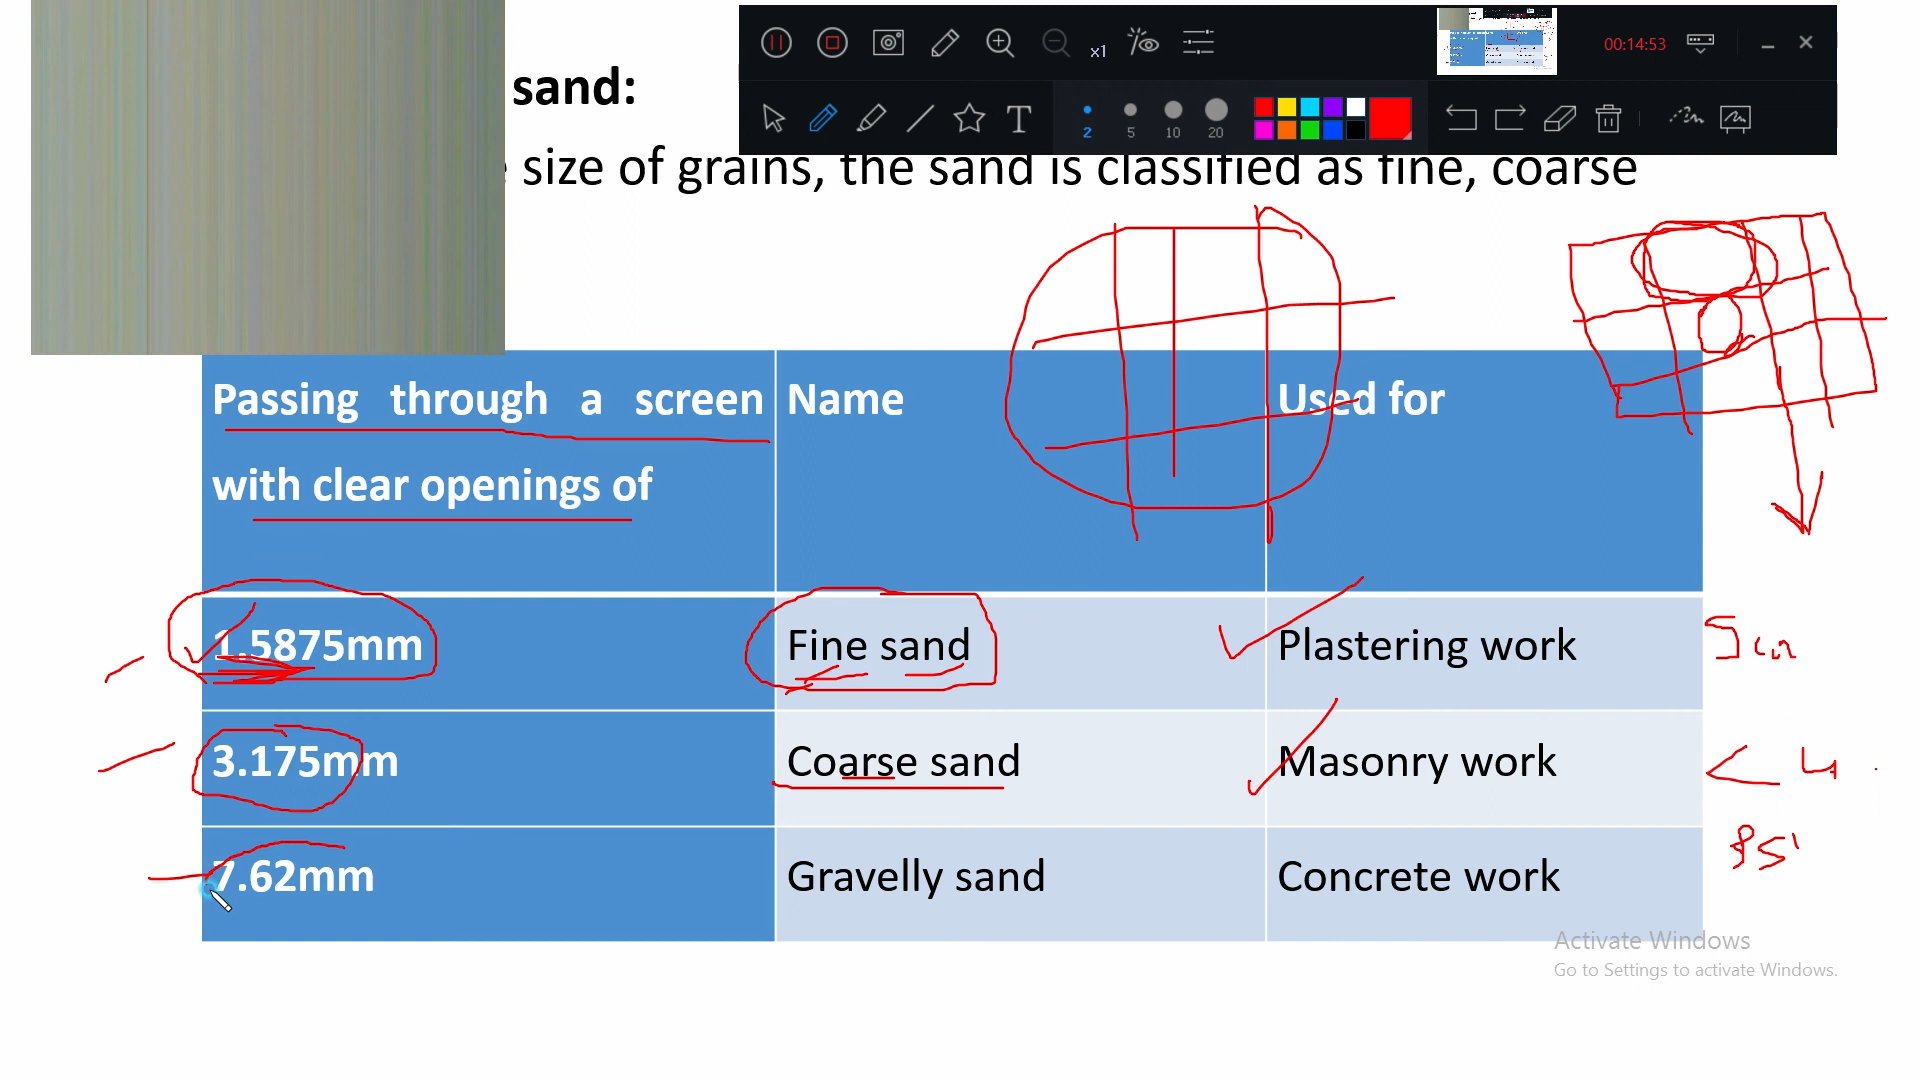 x1
00:14:53
2 5 10 20
sand:
size of grains, the sand is classified as fine, coarse
Passing through a screen with clear openings of
Name
Used for
1.5875mm
Fine sand
Plastering work
3.175mm
Coarse sand
Masonry work
7.62mm
Gravelly sand
Concrete work
Activate Windows
Go to Settings to activate Windows.